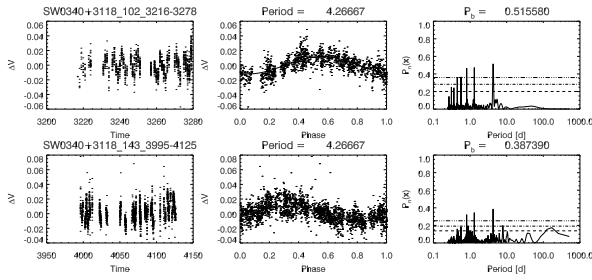 SW0340+3118_102_3216-3278
Period = 4.26667
P_b = 0.515580
ΔV
0.06
0.04
0.02
0.00
-0.02
-0.04
-0.06
3200 3220 3240 3260 3280
Time
ΔV
0.06
0.04
0.02
0.00
-0.02
-0.04
-0.06
0.0 0.2 0.4 0.6 0.8 1.0
Phase
P_n(x)
1.0
0.8
0.6
0.4
0.2
0.0
0.1 1.0 10.0 100.0 1000.0
Period [d]
SW0340+3118_143_3995-4125
Period = 4.26667
P_b = 0.387390
ΔV
0.08
0.06
0.04
0.02
0.00
-0.02
-0.04
3950 4000 4050 4100 4150
Time
ΔV
0.08
0.06
0.04
0.02
0.00
-0.02
-0.04
0.0 0.2 0.4 0.6 0.8 1.0
Phase
P_n(x)
1.0
0.8
0.6
0.4
0.2
0.0
0.1 1.0 10.0 100.0 1000.0
Period [d]